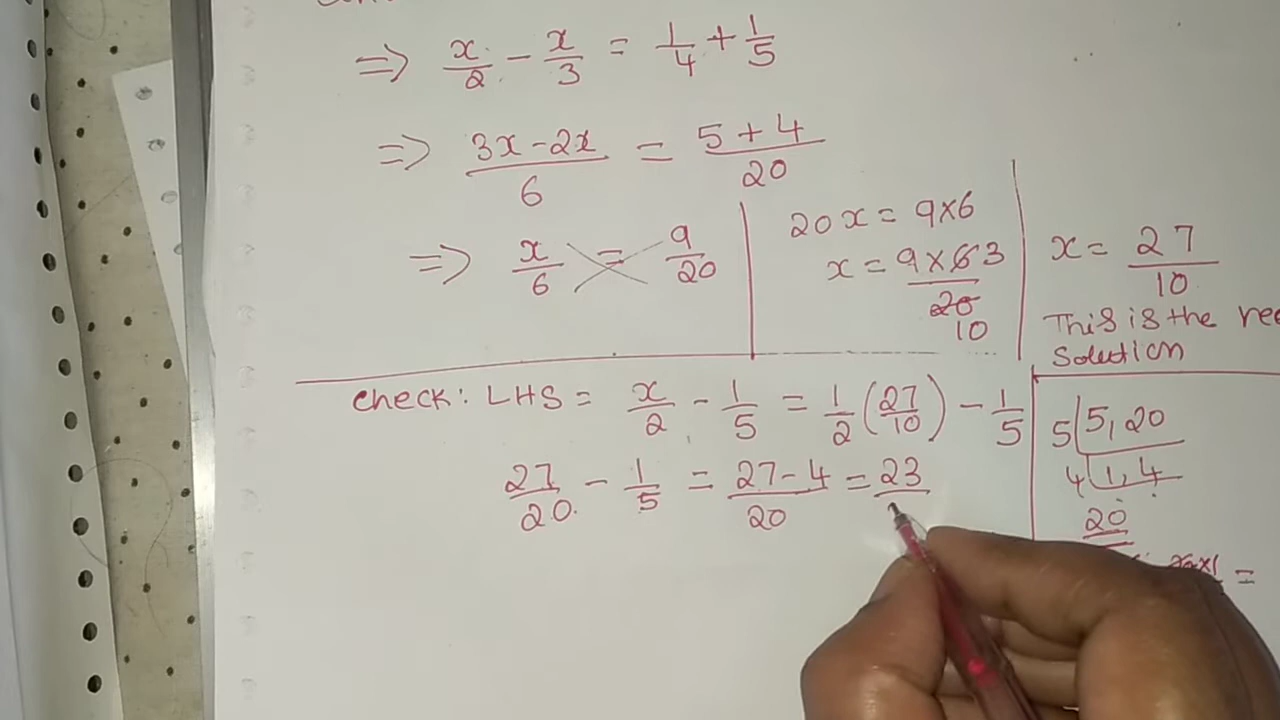 ⇒ x/2 - x/3 = 1/4 + 1/5
⇒ 3x-2x/6 = 5+4/20
⇒ x/6 = 9/20
20x = 9×6
x = 9×6 3/20
10
x = 27/10
This is the
Solution
check: LHS = x/2 - 1/5 = 1/2 (27/10) - 1/5
27/20 - 1/5 = 27-4/20 = 23
5 | 5, 20
4 | 1, 4
20
=